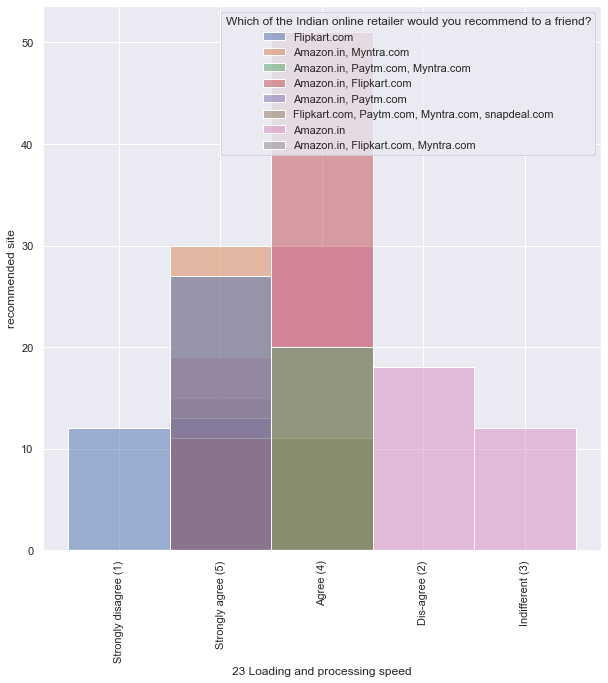 Which of the Indian online retailer would you recommend to a friend?
Flipkart.com
Amazon.in, Myntra.com
Amazon.in, Paytm.com, Myntra.com
Amazon.in, Flipkart.com
Amazon.in, Paytm.com
Flipkart.com, Paytm.com, Myntra.com, snapdeal.com
Amazon.in
Amazon.in, Flipkart.com, Myntra.com
50
40
30
20
10
0
recommended site
Strongly disagree (1)
Strongly agree (5)
Agree (4)
Dis-agree (2)
Indifferent (3)
23 Loading and processing speed